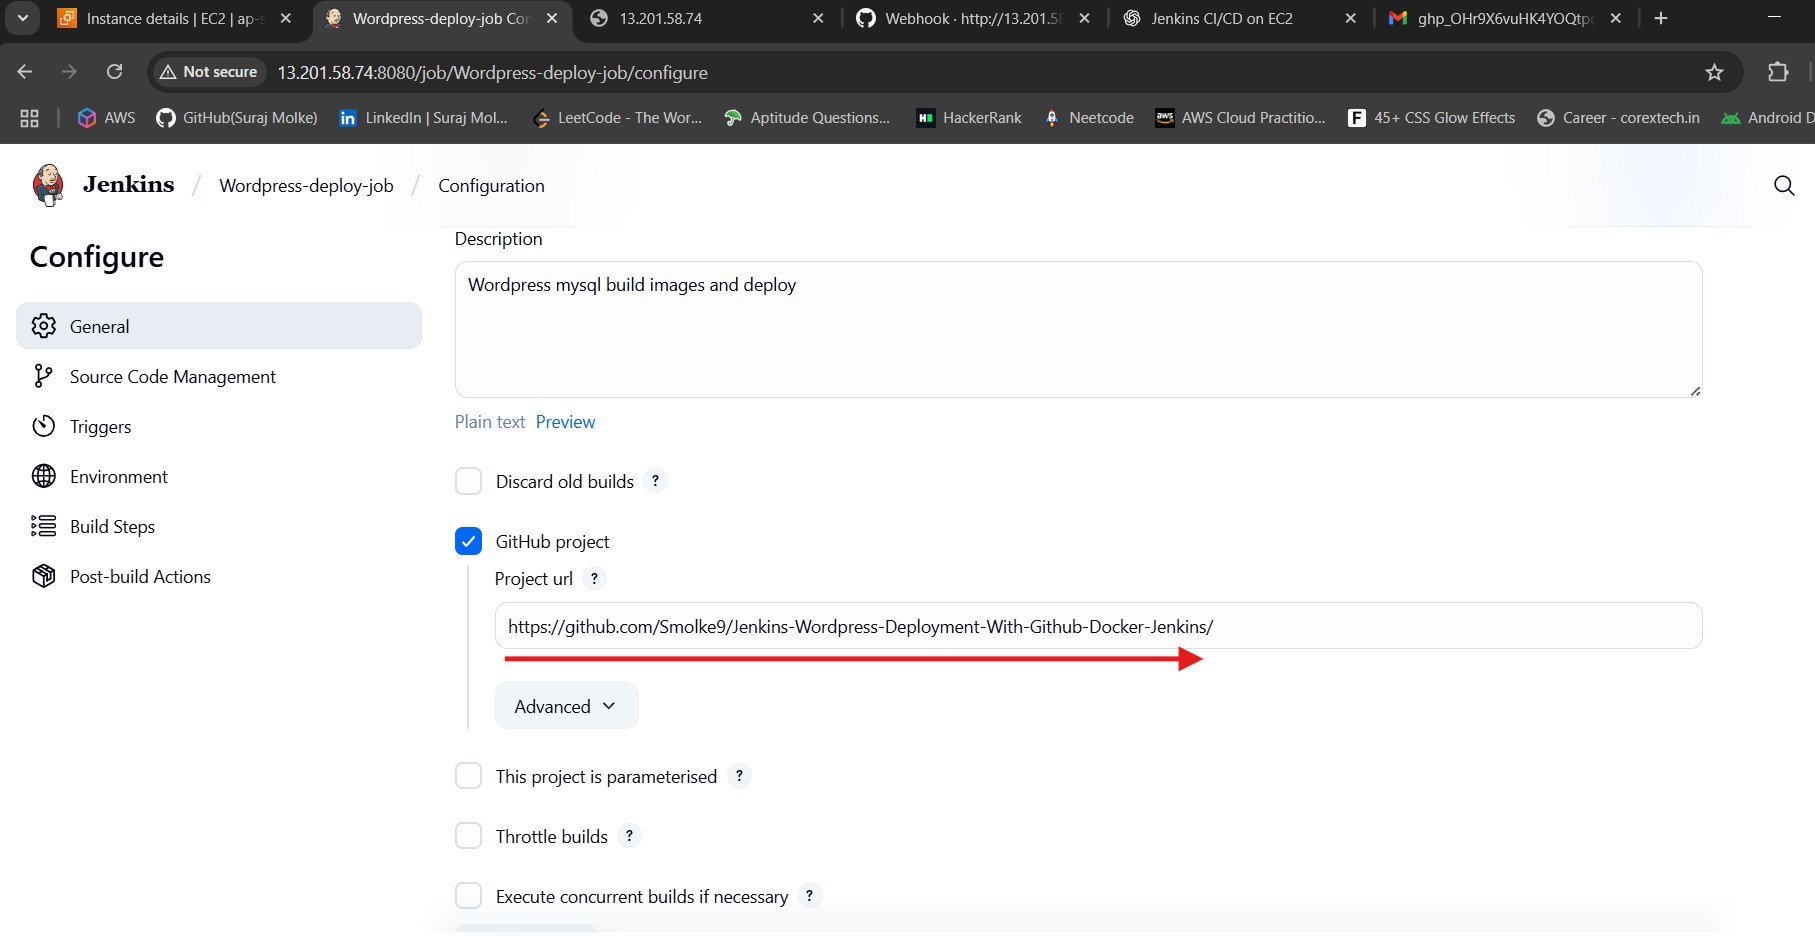 Instance details | EC2 | ap-s
Wordpress-deploy-job Con
13.201.58.74
Webhook · http://13.201.58
Jenkins CI/CD on EC2
ghp_OHr9X6vuHK4YOQtp
Not secure
13.201.58.74:8080/job/Wordpress-deploy-job/configure
AWS
GitHub(Suraj Molke)
LinkedIn | Suraj Mol...
LeetCode - The Wor...
Aptitude Questions...
HackerRank
Neetcode
AWS Cloud Practitio...
45+ CSS Glow Effects
Career - corextech.in
Android D
Jenkins / Wordpress-deploy-job / Configuration
Configure
General
Source Code Management
Triggers
Environment
Build Steps
Post-build Actions
Description
Wordpress mysql build images and deploy
Plain text Preview
Discard old builds ?
GitHub project
Project url ?
https://github.com/Smolke9/Jenkins-Wordpress-Deployment-With-Github-Docker-Jenkins/
Advanced
This project is parameterised ?
Throttle builds ?
Execute concurrent builds if necessary ?